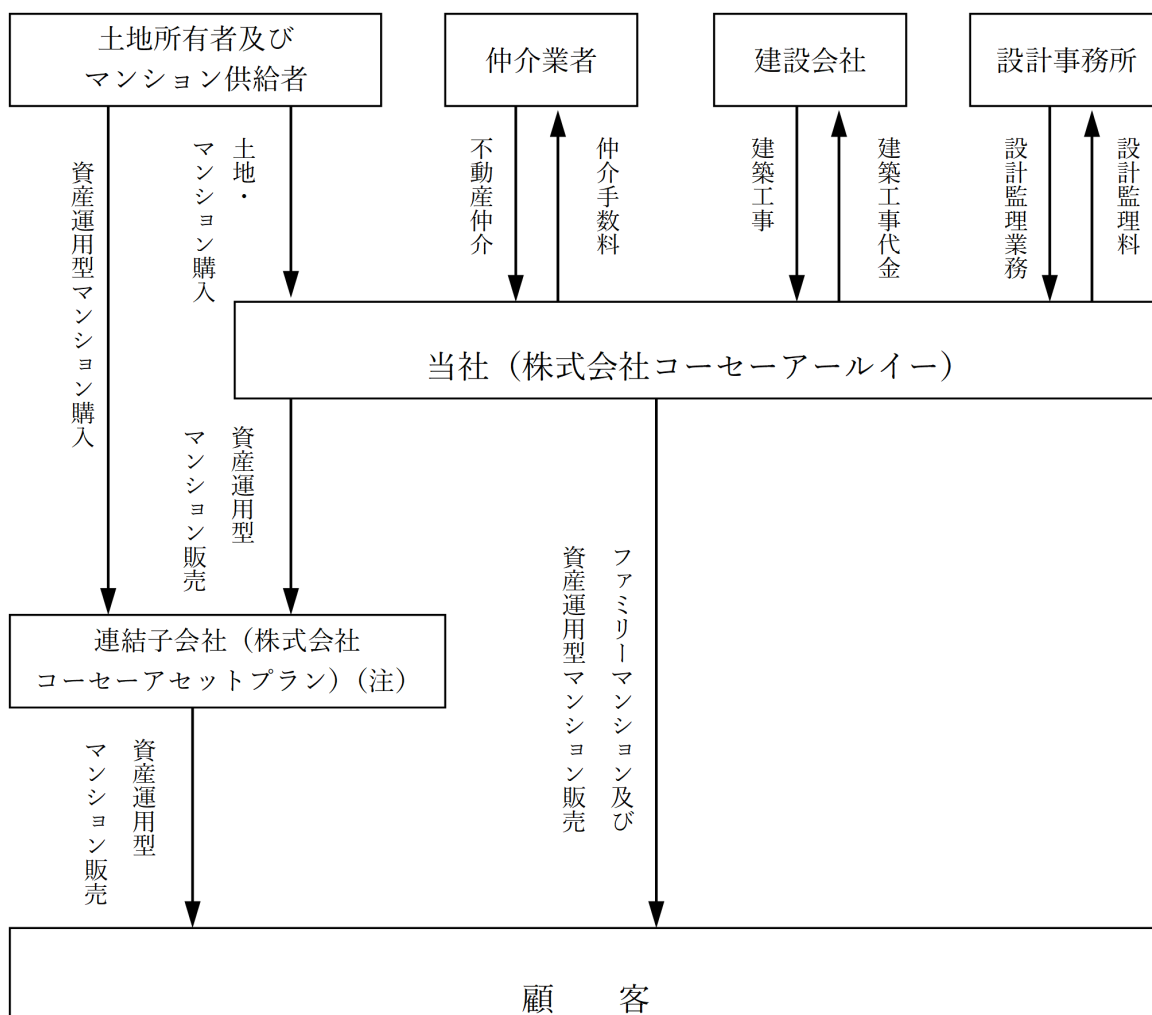 土地所有者及び
マンション供給者
仲介業者
建設会社
設計事務所
資産運用型マンション購入
土地・
マンション購入
不動産仲介
仲介手数料
建築工事
建築工事代金
設計監理業務
設計監理料
当社（株式会社コーセーアールイー）
資産運用型
マンション販売
ファミリーマンション及び
資産運用型マンション販売
連結子会社（株式会社
コーセーアセットプラン）（注）
資産運用型
マンション販売
顧　　客